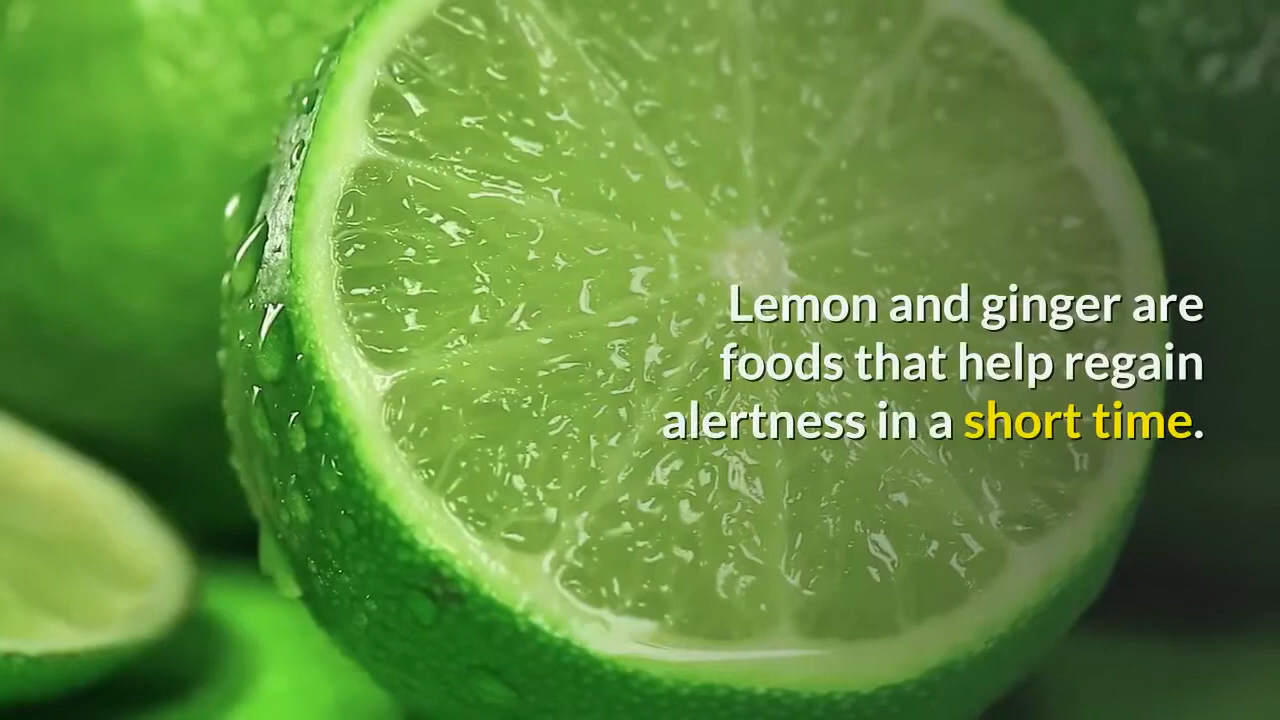 Lemon and ginger are
foods that help regain
alertness in a short time.